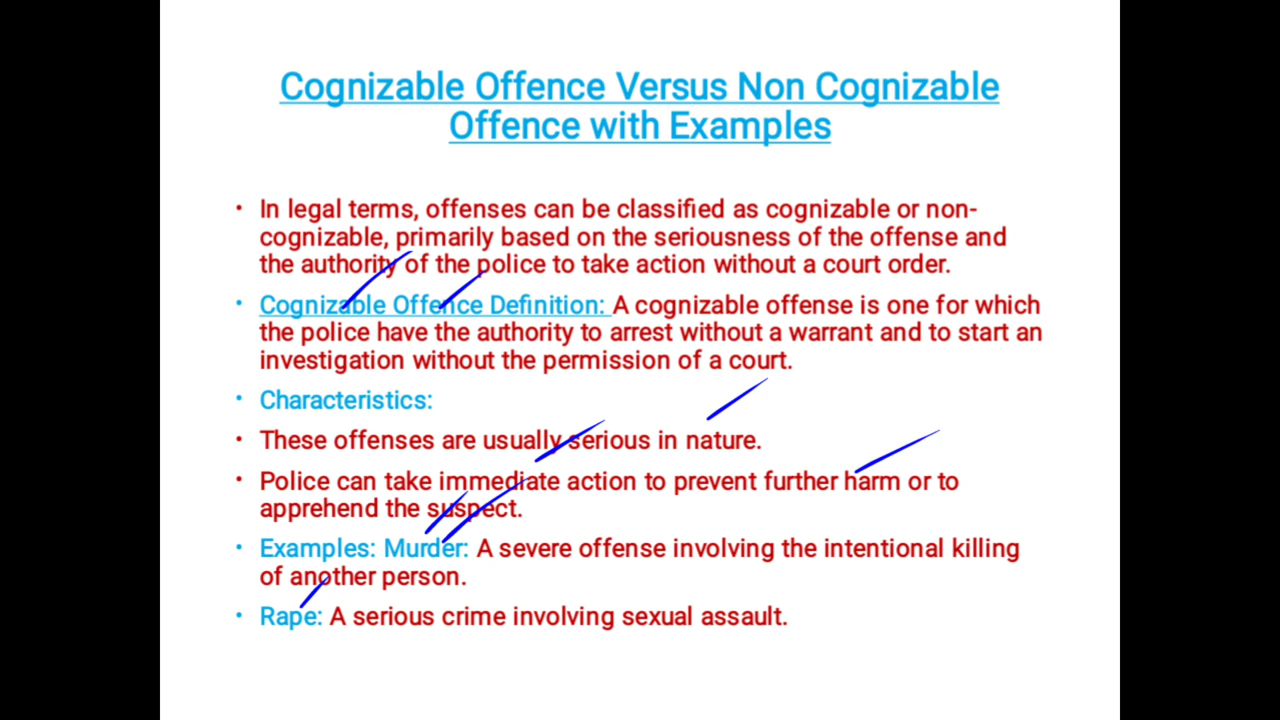 Cognizable Offence Versus Non Cognizable
Offence with Examples
• In legal terms, offenses can be classified as cognizable or non-
cognizable, primarily based on the seriousness of the offense and
the authority of the police to take action without a court order.
• Cognizable Offence Definition: A cognizable offense is one for which
the police have the authority to arrest without a warrant and to start an
investigation without the permission of a court.
• Characteristics:
• These offenses are usually serious in nature.
• Police can take immediate action to prevent further harm or to
apprehend the suspect.
• Examples: Murder: A severe offense involving the intentional killing
of another person.
• Rape: A serious crime involving sexual assault.